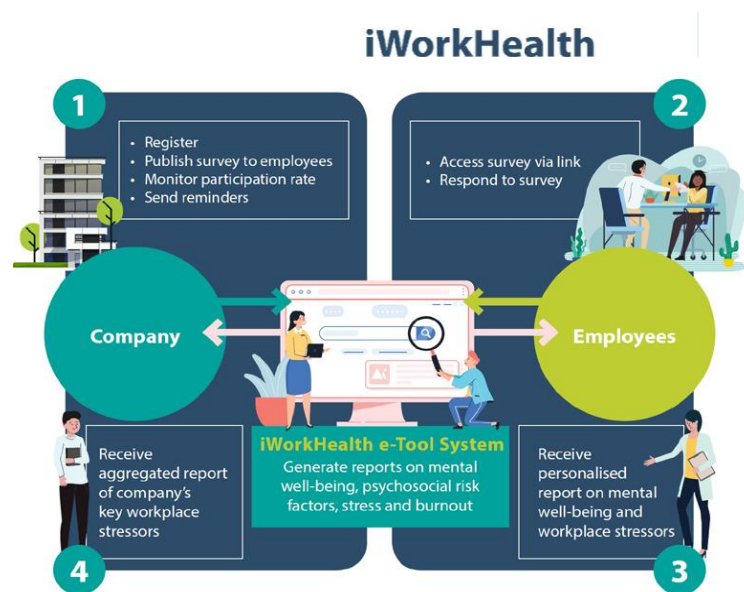 iWorkHealth
1
• Register
• Publish survey to employees
• Monitor participation rate
• Send reminders
2
• Access survey via link
• Respond to survey
Company
Employees
iWorkHealth e-Tool System
Generate reports on mental
well-being, psychosocial risk
factors, stress and burnout
Receive
personalised
report on mental
well-being and
workplace stressors
3
Receive
aggregated report
of company's
key workplace
stressors
4